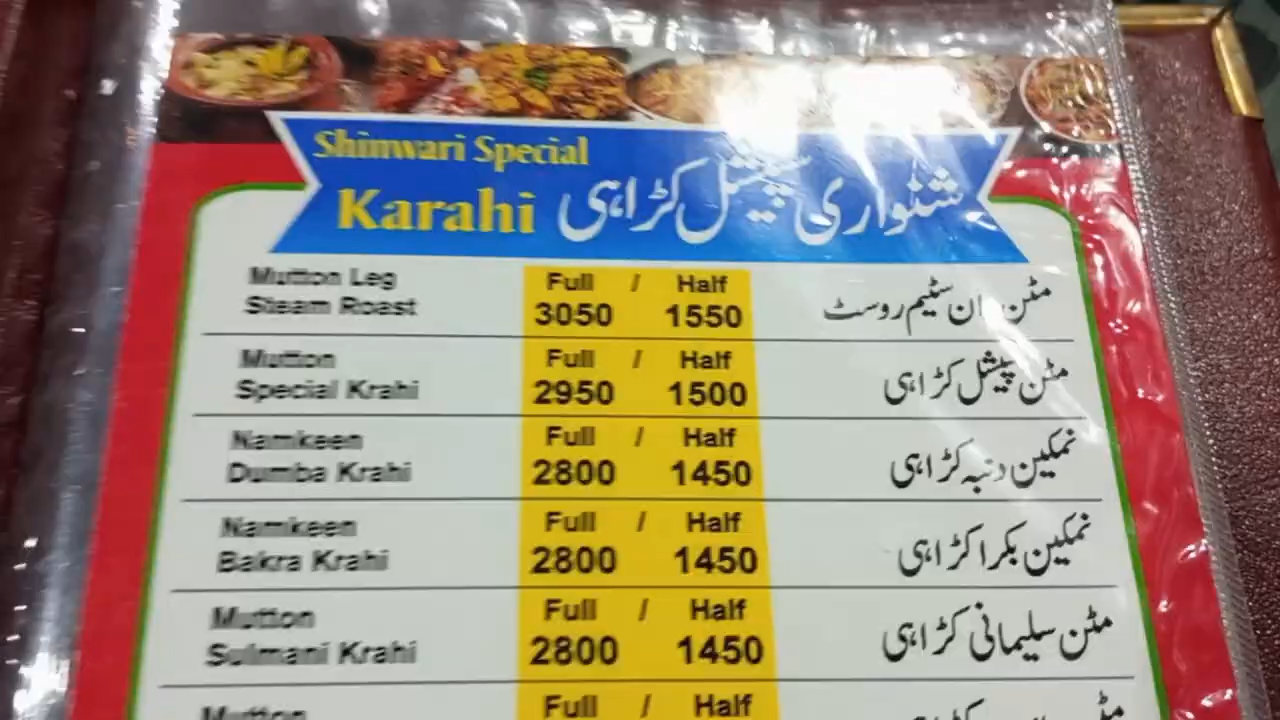 Shinwari Special
Karahi شنواری سپیشل کڑاہی
Mutton Leg Full / Half
Steam Roast 3050 1550 مٹن ران سٹیم روسٹ
Mutton Full / Half
Special Krahi 2950 1500 مٹن سپیشل کڑاہی
Namkeen Full / Half
Dumba Krahi 2800 1450 نمکین دنبہ کڑاہی
Namkeen Full / Half
Bakra Krahi 2800 1450 نمکین بکرا کڑاہی
Mutton Full / Half
Sulmani Krahi 2800 1450 مٹن سلیمانی کڑاہی
Mutton Full / Half